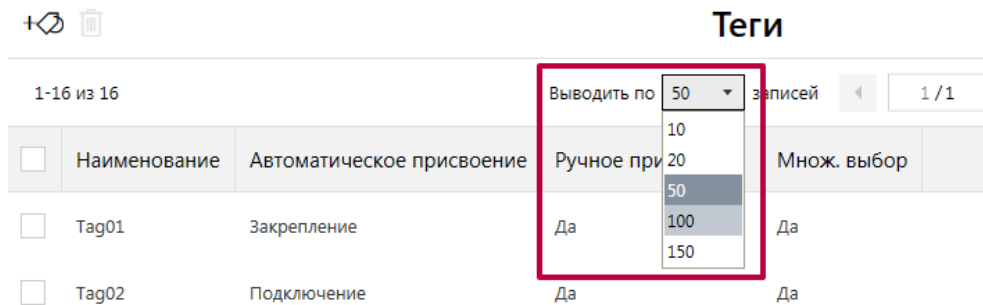 Теги
1-16 из 16 Выводить по 50 записей 1 / 1
Наименование Автоматическое присвоение Ручное при Множ. выбор
10
20
50
100
150
Tag01 Закрепление Да Да
Tag02 Подключение Да Да